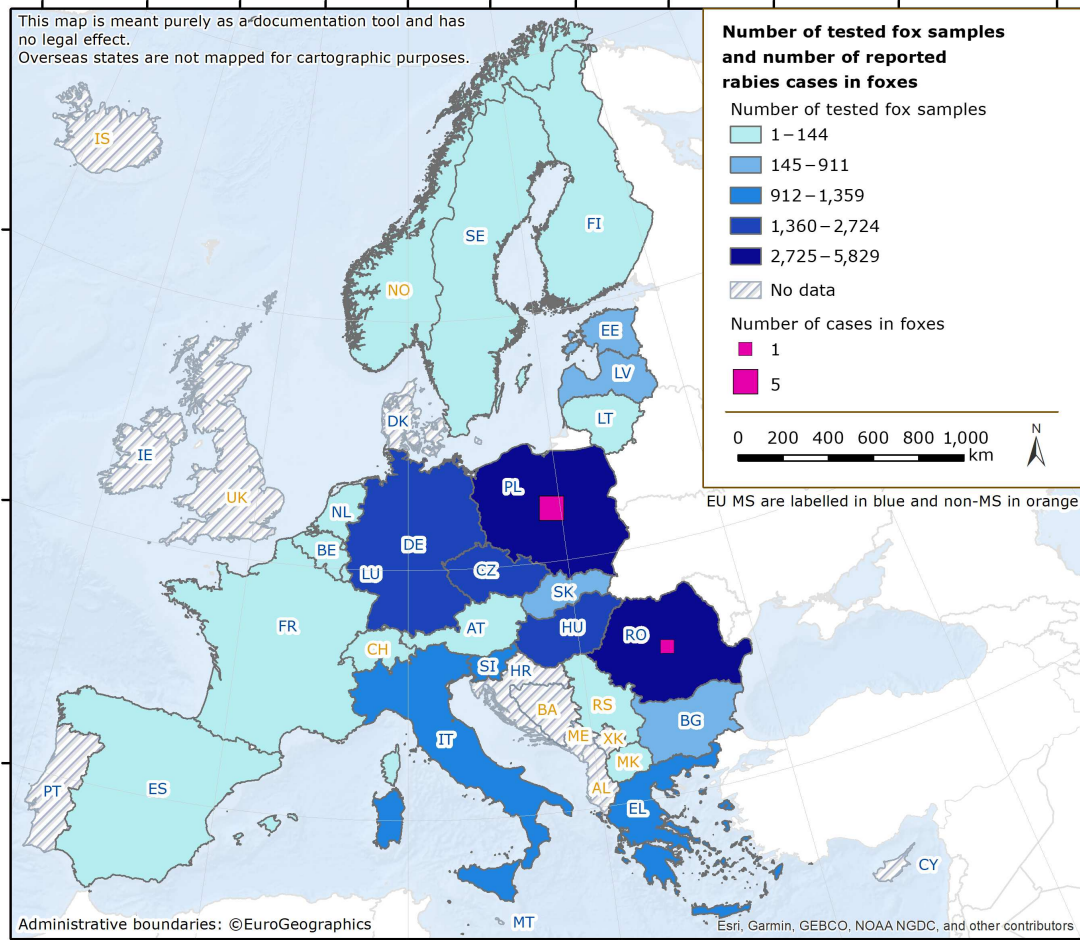 This map is meant purely as a documentation tool and has
no legal effect.
Overseas states are not mapped for cartographic purposes.
Number of tested fox samples
and number of reported
rabies cases in foxes
Number of tested fox samples
1–144
145–911
912–1,359
1,360–2,724
2,725–5,829
No data
Number of cases in foxes
1
5
0 200 400 600 800 1,000
km
N
EU MS are labelled in blue and non-MS in orange
IS
FI
SE
NO
EE
LV
LT
DK
IE
UK
PL
NL
DE
BE
LU
CZ
SK
FR
AT
HU
RO
CH
SI
HR
RS
BA
BG
ME
XK
IT
MK
AL
PT
ES
EL
CY
MT
Administrative boundaries: ©EuroGeographics
Esri, Garmin, GEBCO, NOAA NGDC, and other contributors